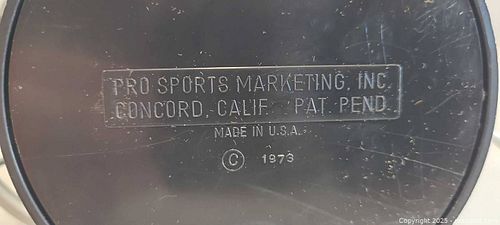 PRO SPORTS MARKETING, INC.
CONCORD, CALIF. PAT. PEND.
MADE IN U.S.A.
© 1973
Copyright 2025